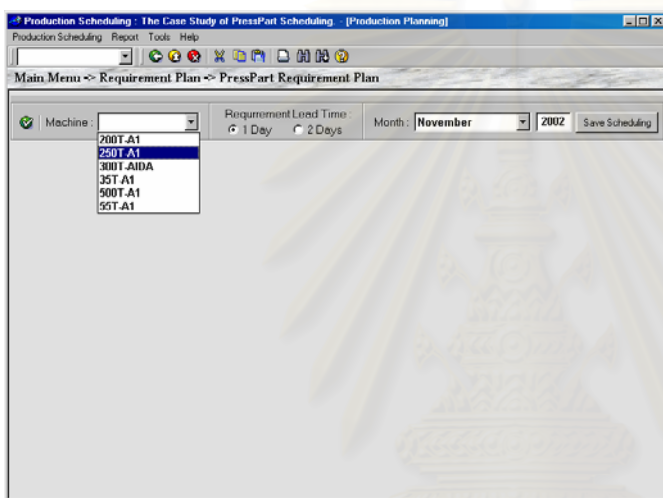 Production Scheduling : The Case Study of PressPart Scheduling. - [Production Planning]
Production Scheduling Report Tools Help
Main Menu -> Requirement Plan -> PressPart Requirement Plan
Machine :
Requrrement Lead Time :
1 Day 2 Days
Month : November 2002 Save Scheduling
200T-A1
250T-A1
300T-AIDA
35T-A1
500T-A1
55T-A1